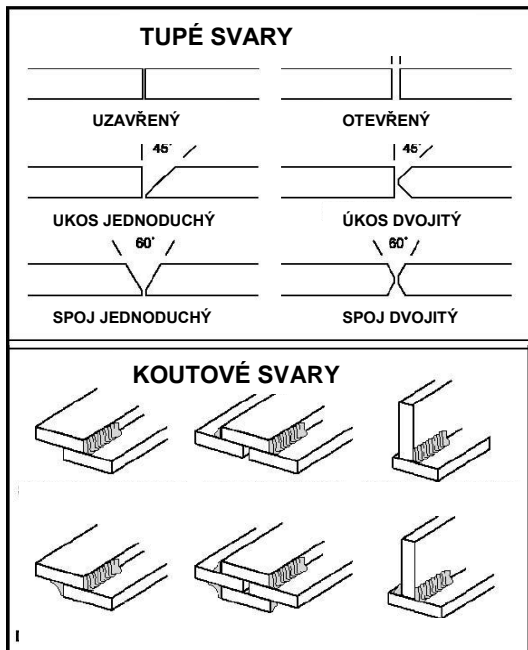 TUPÉ SVARY
UZAVŘENÝ
OTEVŘENÝ
45°
45°
UKOS JEDNODUCHÝ
ÚKOS DVOJITÝ
60°
60°
SPOJ JEDNODUCHÝ
SPOJ DVOJITÝ
KOUTOVÉ SVARY